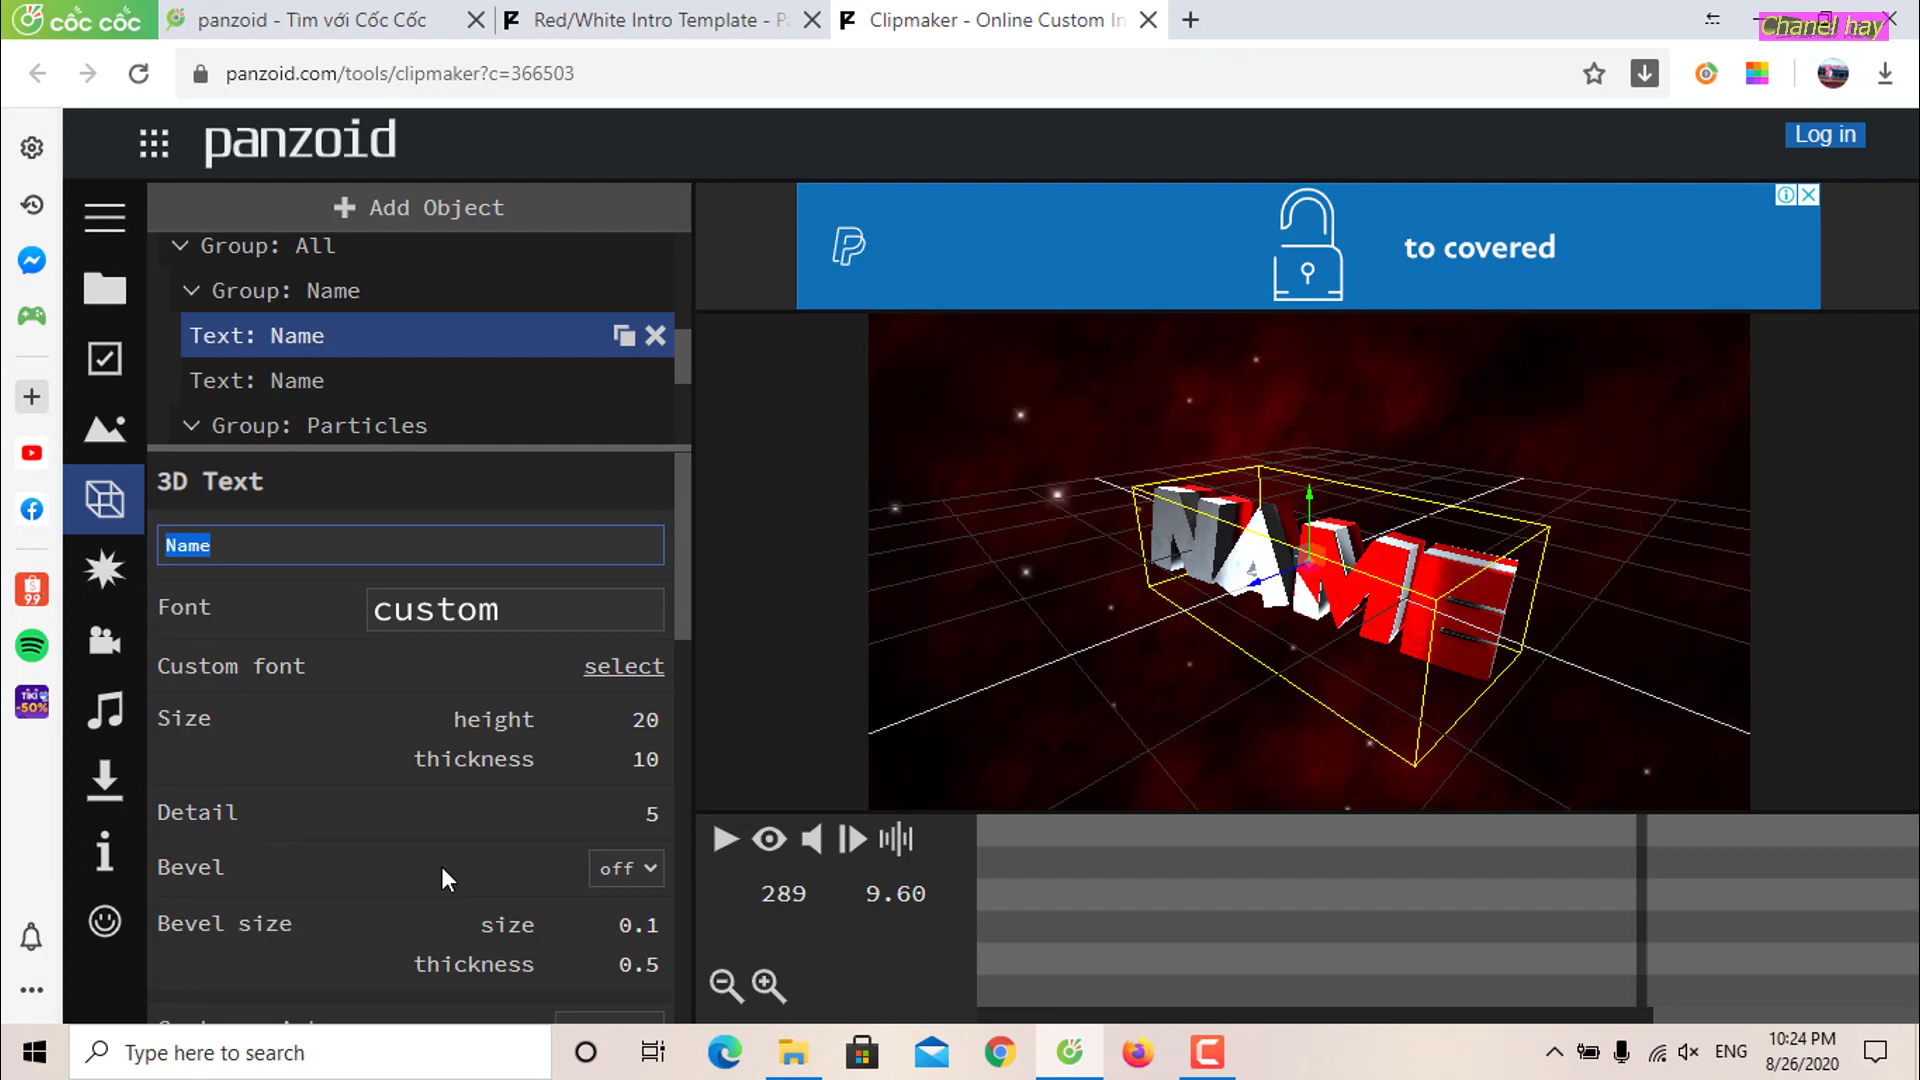 cốc cốc
panzoid - Tìm với Cốc Cốc
Red/White Intro Template - P
Clipmaker - Online Custom In
Chanel hay
panzoid.com/tools/clipmaker?c=366503
panzoid
Log in
Add Object
Group: All
Group: Name
Text: Name
Text: Name
Group: Particles
to covered
3D Text
Name
Font
custom
Custom font
select
Size
height
20
thickness
10
Detail
5
Bevel
off
Bevel size
size
0.1
thickness
0.5
NAME
289
9.60
9.9
TiKi
-50%
Type here to search
ENG
10:24 PM
8/26/2020